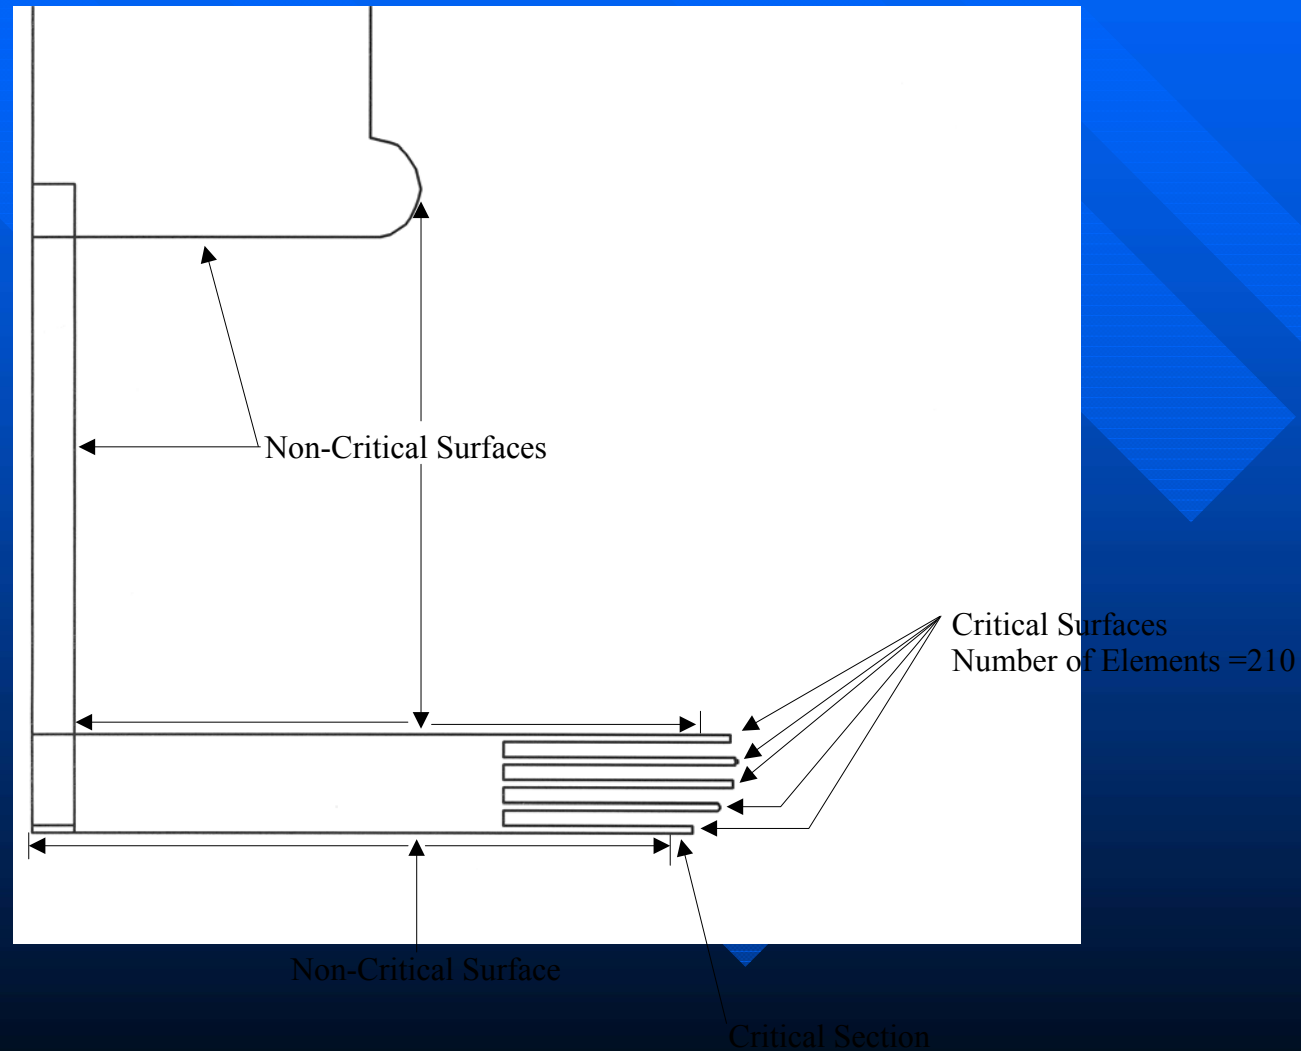 Non-Critical Surfaces
Critical Surfaces
Number of Elements =210
Non-Critical Surface
Critical Section